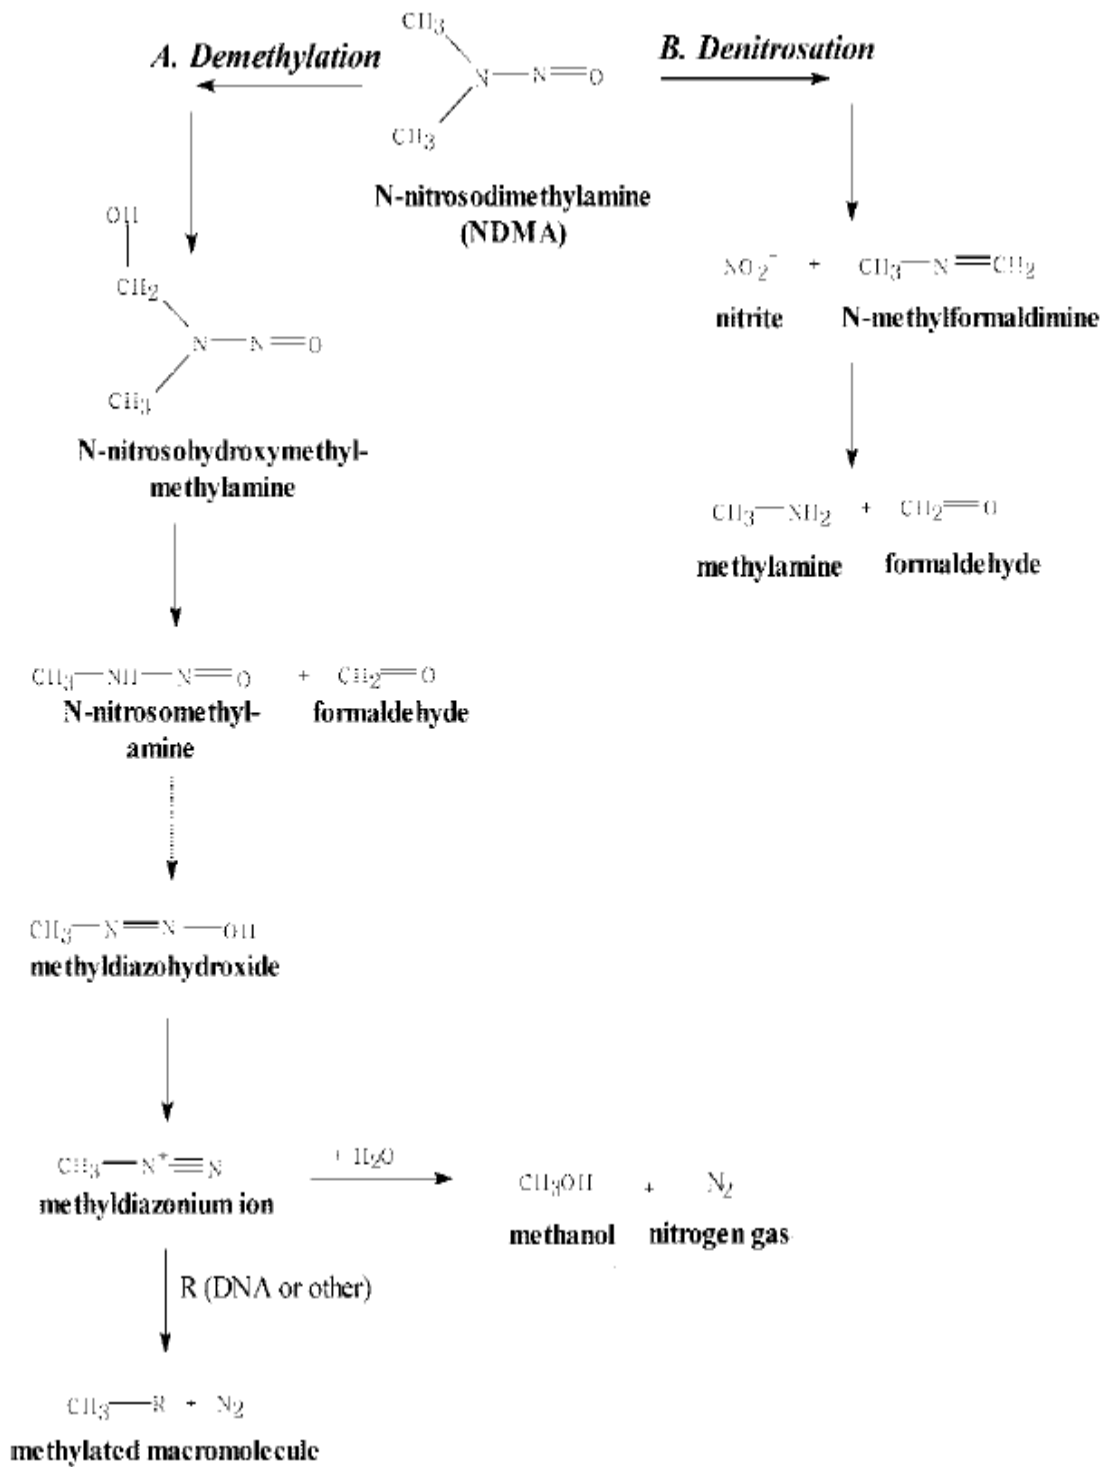 CH3
A. Demethylation
B. Denitrosation
N—N=O
CH3
N-nitrosodimethylamine
(NDMA)
OH
CH2
N—N=O
CH3
N-nitrosohydroxymethyl-
methylamine
NO2- + CH3—N=CH2
nitrite N-methylformaldimine
CH3—NH2 + CH2=O
methylamine formaldehyde
CH3—NH—N=O + CH2=O
N-nitrosomethyl- formaldehyde
amine
CH3—N=N—OH
methyldiazohydroxide
CH3—N+≡N
methyldiazonium ion
+ H2O
CH3OH + N2
methanol nitrogen gas
R (DNA or other)
CH3—R + N2
methylated macromolecule